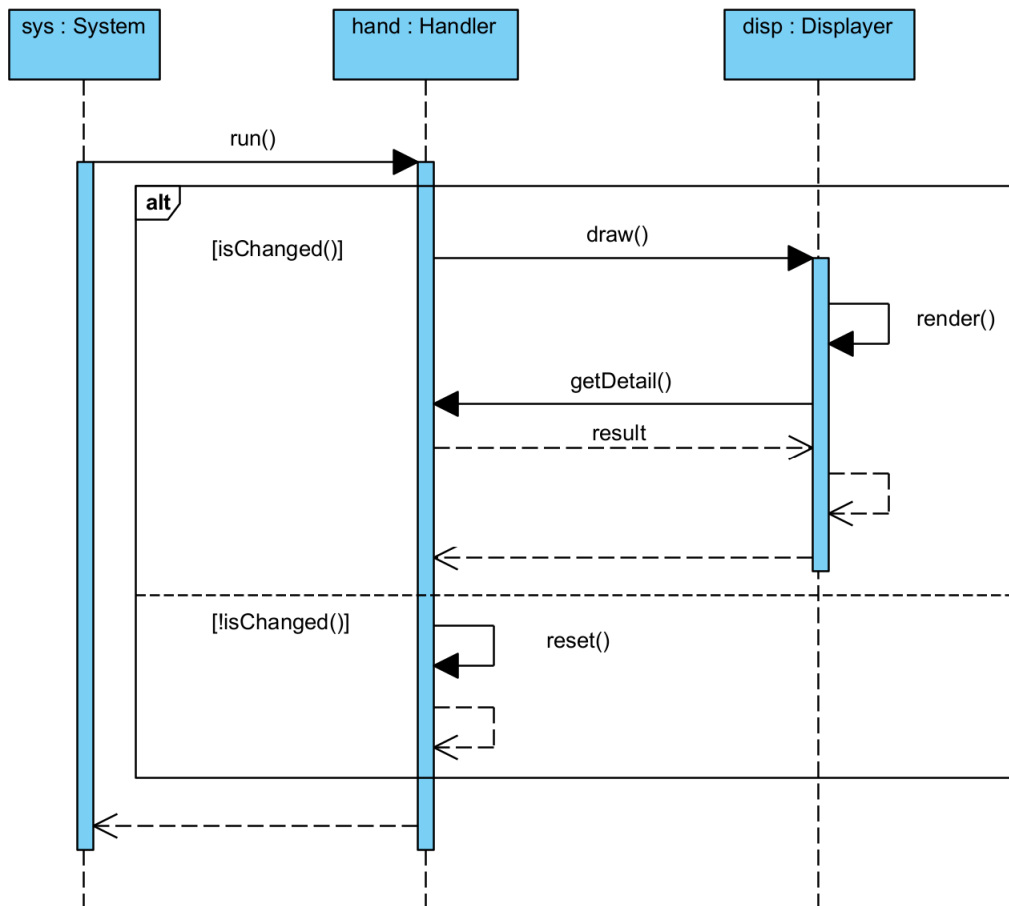 sys : System
hand : Handler
disp : Displayer
run()
alt
[isChanged()]
draw()
render()
getDetail()
result
[!isChanged()]
reset()